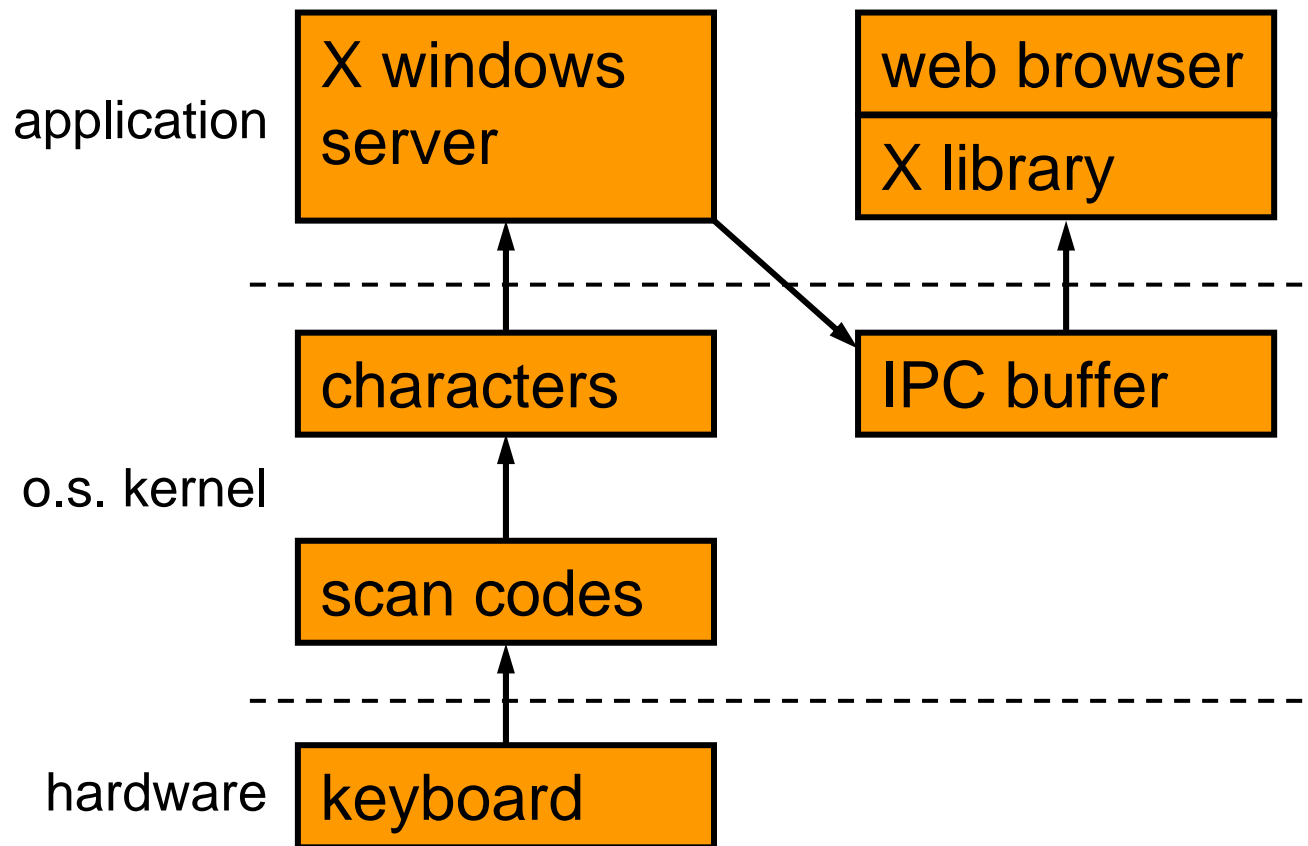 application
X windows
server
web browser
X library
characters
IPC buffer
o.s. kernel
scan codes
hardware
keyboard